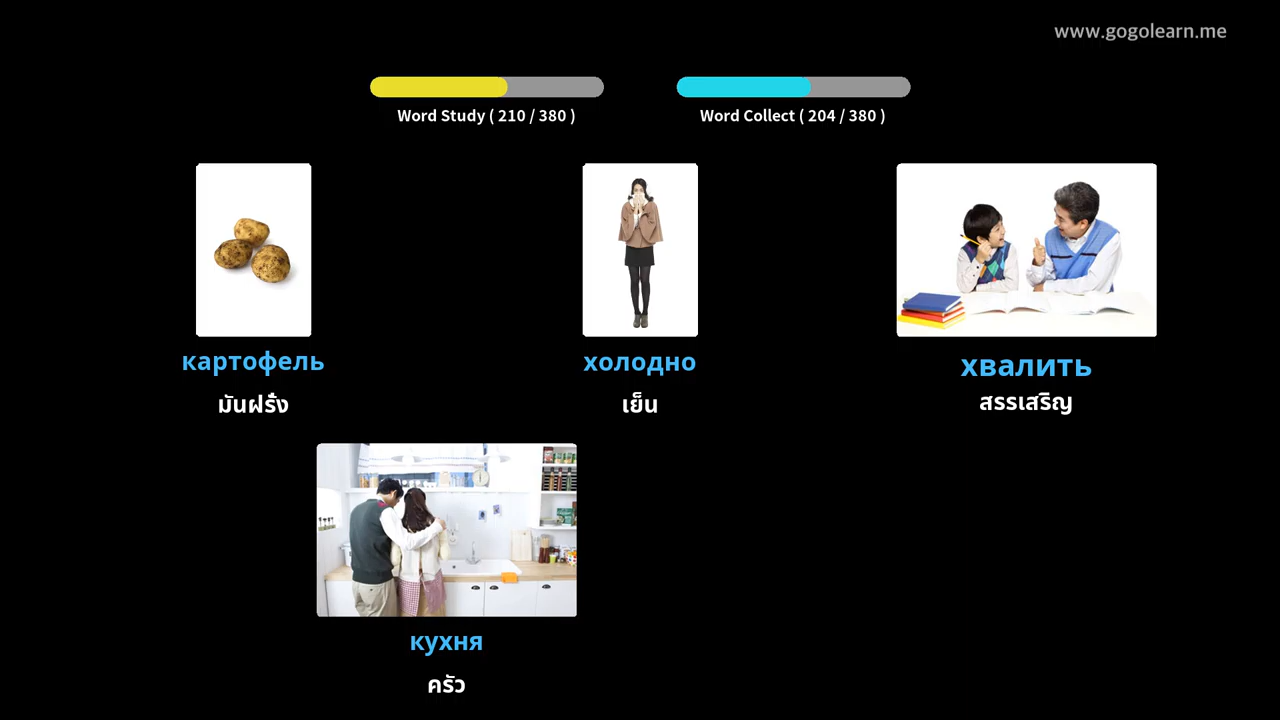 www.gogolearn.me
Word Study ( 210 / 380 )
Word Collect ( 204 / 380 )
картофель
холодно
хвалить
มันฝรั่ง
เย็น
สรรเสริญ
кухня
ครัว